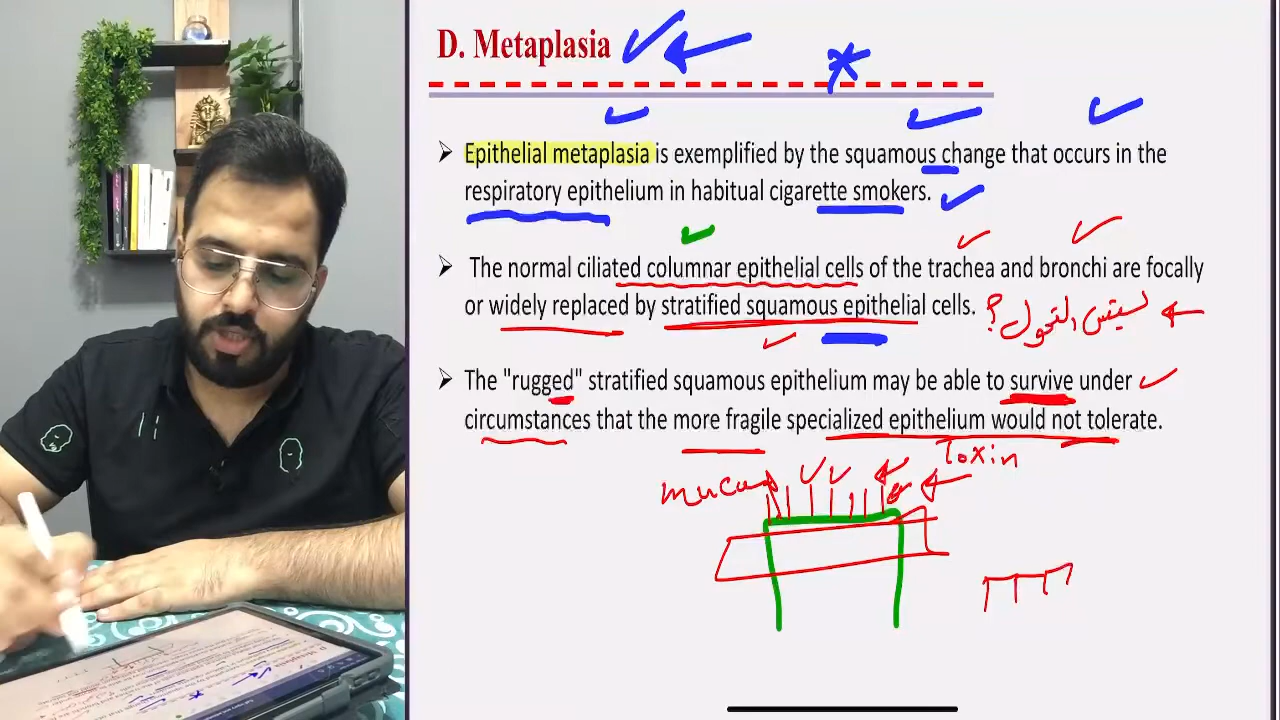 D. Metaplasia
➢ Epithelial metaplasia is exemplified by the squamous change that occurs in the
respiratory epithelium in habitual cigarette smokers.
➢ The normal ciliated columnar epithelial cells of the trachea and bronchi are focally
or widely replaced by stratified squamous epithelial cells.
➢ The "rugged" stratified squamous epithelium may be able to survive under
circumstances that the more fragile specialized epithelium would not tolerate.
Toxin